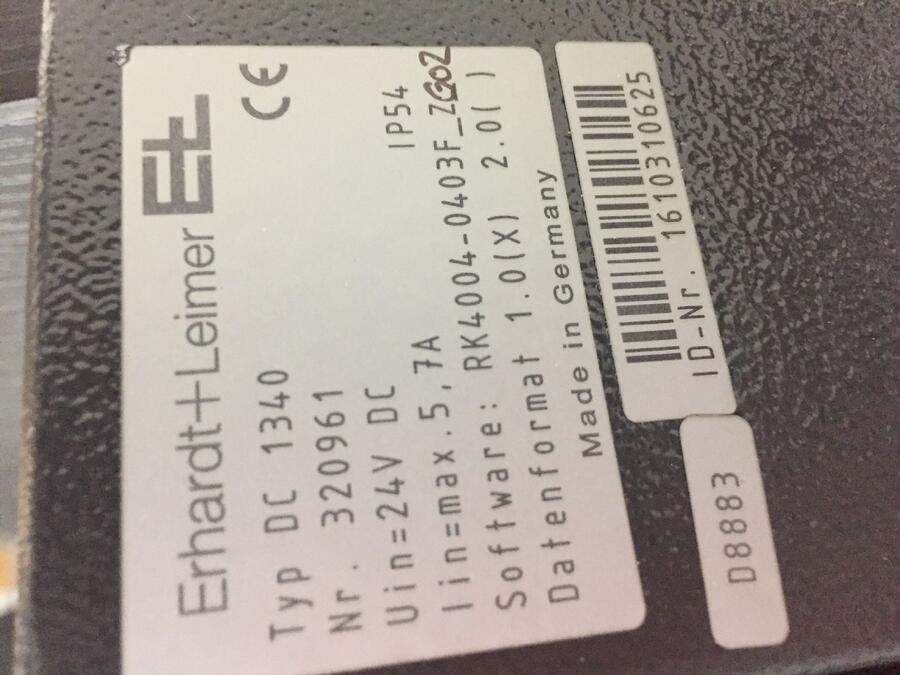 Erhardt+Leimer E+L
CE
Typ DC 1340
Nr. 320961
Uin=24V DC IP54
Iin=max.5,7A
Software: RK4004-0403F_ZG02
Datenformat 1.0(X) 2.0( )
Made in Germany
ID-Nr. 1610310625
D8883